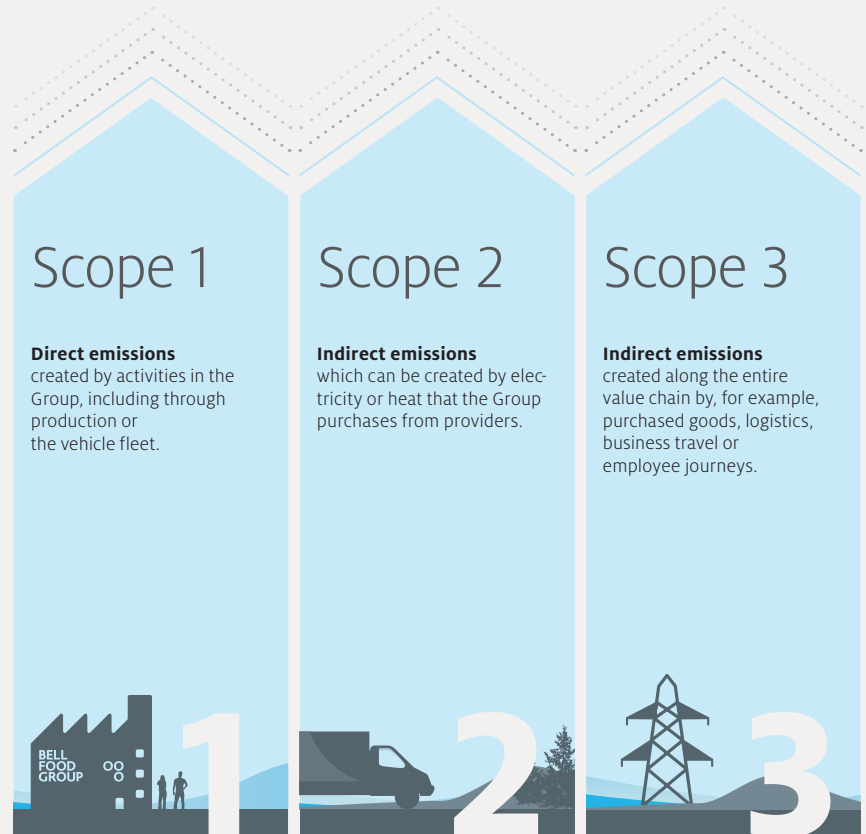 Scope 1
Direct emissions
created by activities in the
Group, including through
production or
the vehicle fleet.
BELL
FOOD
GROUP
1
Scope 2
Indirect emissions
which can be created by elec-
tricity or heat that the Group
purchases from providers.
2
Scope 3
Indirect emissions
created along the entire
value chain by, for example,
purchased goods, logistics,
business travel or
employee journeys.
3